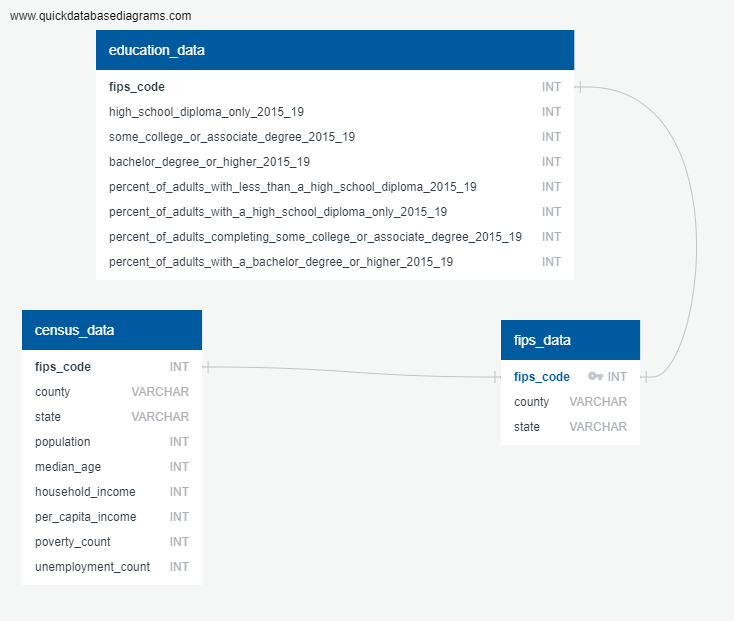 www.quickdatabasediagrams.com
education_data
fips_code INT
high_school_diploma_only_2015_19 INT
some_college_or_associate_degree_2015_19 INT
bachelor_degree_or_higher_2015_19 INT
percent_of_adults_with_less_than_a_high_school_diploma_2015_19 INT
percent_of_adults_with_a_high_school_diploma_only_2015_19 INT
percent_of_adults_completing_some_college_or_associate_degree_2015_19 INT
percent_of_adults_with_a_bachelor_degree_or_higher_2015_19 INT
census_data
fips_code INT
county VARCHAR
state VARCHAR
population INT
median_age INT
household_income INT
per_capita_income INT
poverty_count INT
unemployment_count INT
fips_data
fips_code INT
county VARCHAR
state VARCHAR